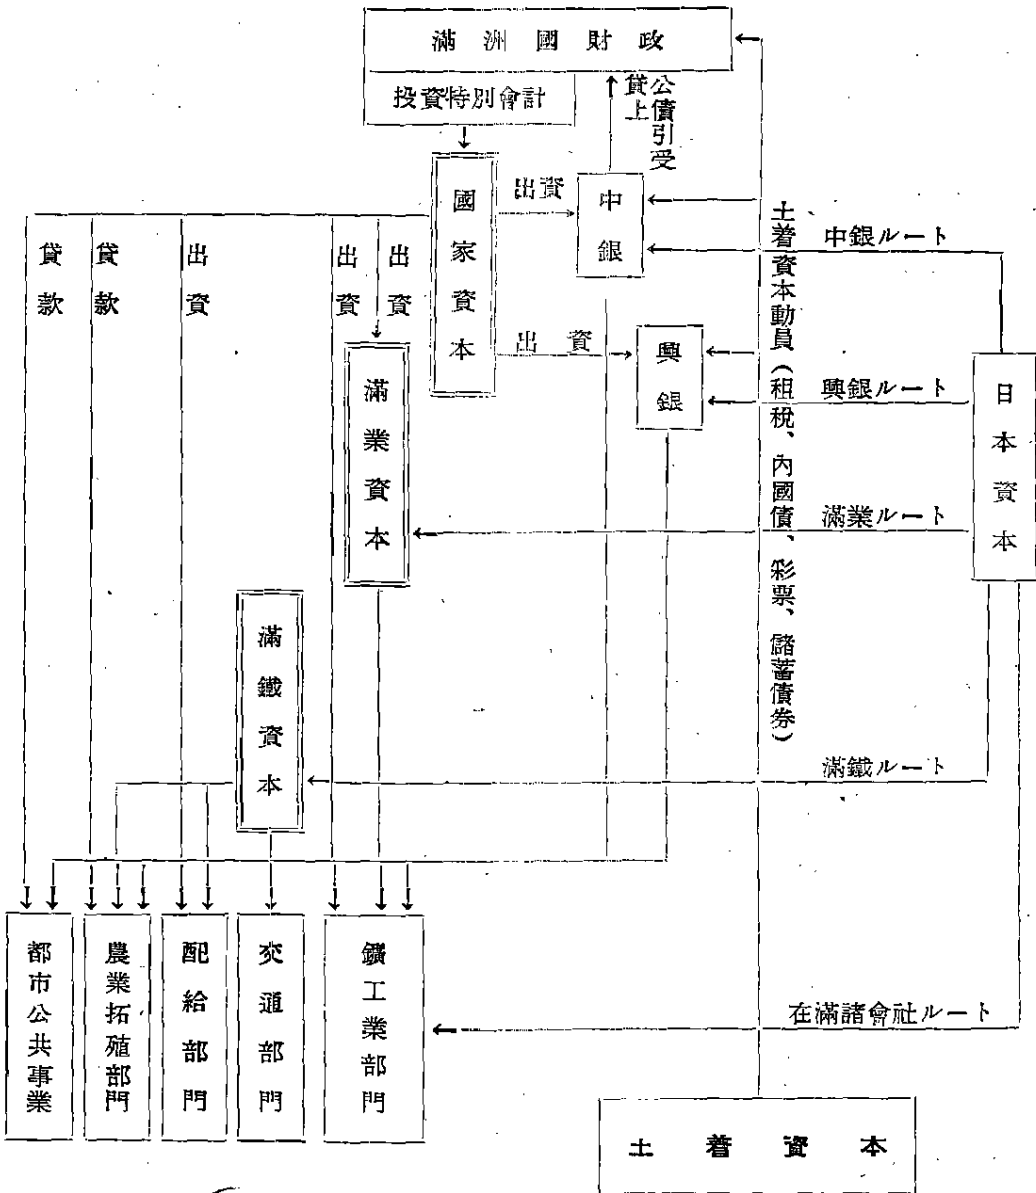 滿洲國財政
投資特別會計
公債引受
貸上
國家資本
出資
中銀
出資
興銀
貸款
貸款
出資
出資
出資
滿業資本
滿鐵資本
土着資本動員(租稅、內國債、彩票、儲蓄債券)
中銀ルート
興銀ルート
滿業ルート
滿鐵ルート
在滿諸會社ルート
日本資本
都市公共事業
農業拓殖部門
配給部門
交通部門
鑛工業部門
土着資本